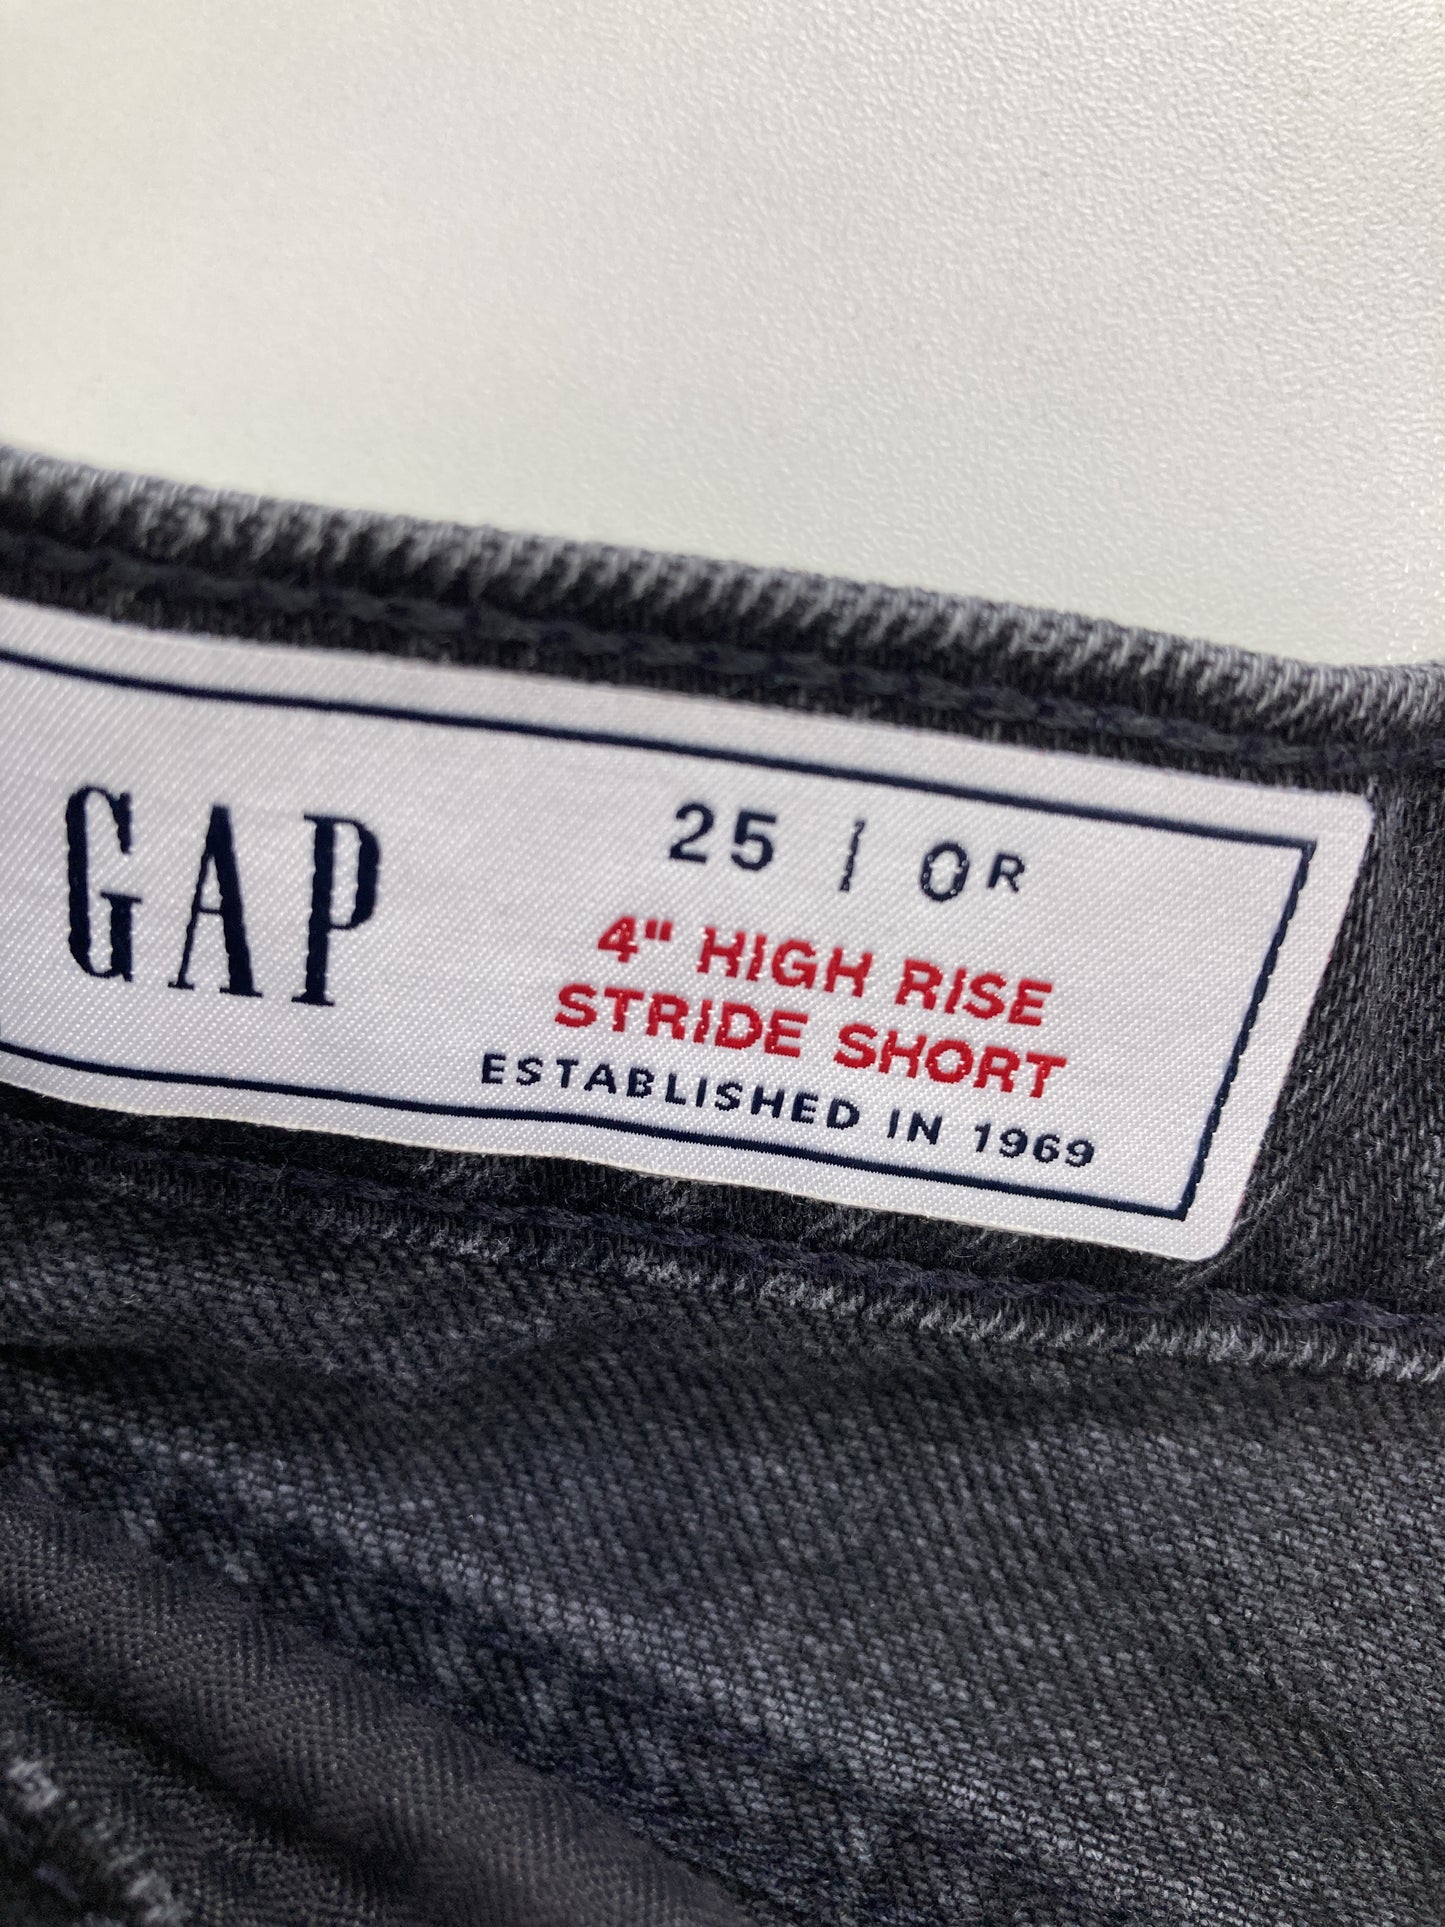 GAP
25 | 0R
4" HIGH RISE
STRIDE SHORT
ESTABLISHED IN 1969